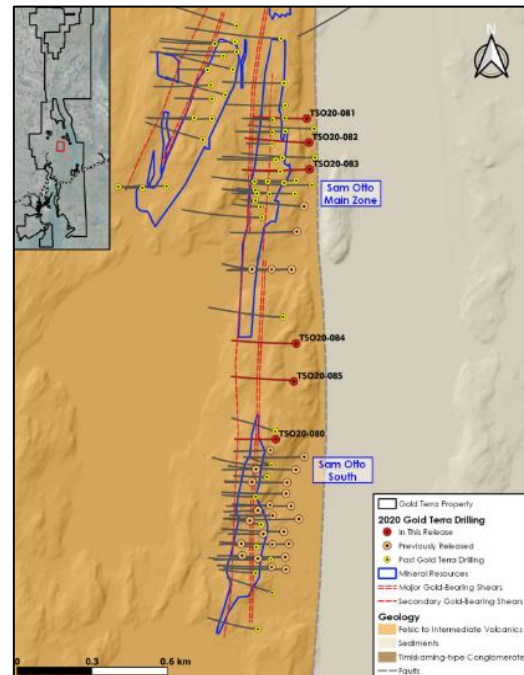 N
TSO20-081
TSO20-082
TSO20-083
Sam Otto
Main Zone
TSO20-084
TSO20-085
TSO20-080
Sam Otto
South
Gold Terra Property
2020 Gold Terra Drilling
In This Release
Previously Released
Past Gold Terra Drilling
Mineral Resources
Major Gold-Bearing Shears
Secondary Gold-Bearing Shears
Geology
Felsic to Intermediate Volcanics
Sediments
Timiskaming-type Conglomerate
Faults
0 0.3 0.6 km